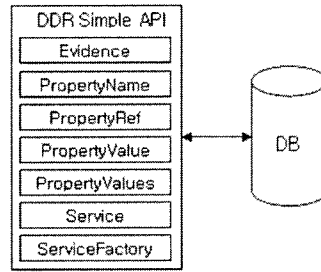 DDR Simple API
Evidence
PropertyName
PropertyRef
PropertyValue
PropertyValues
Service
ServiceFactory
DB